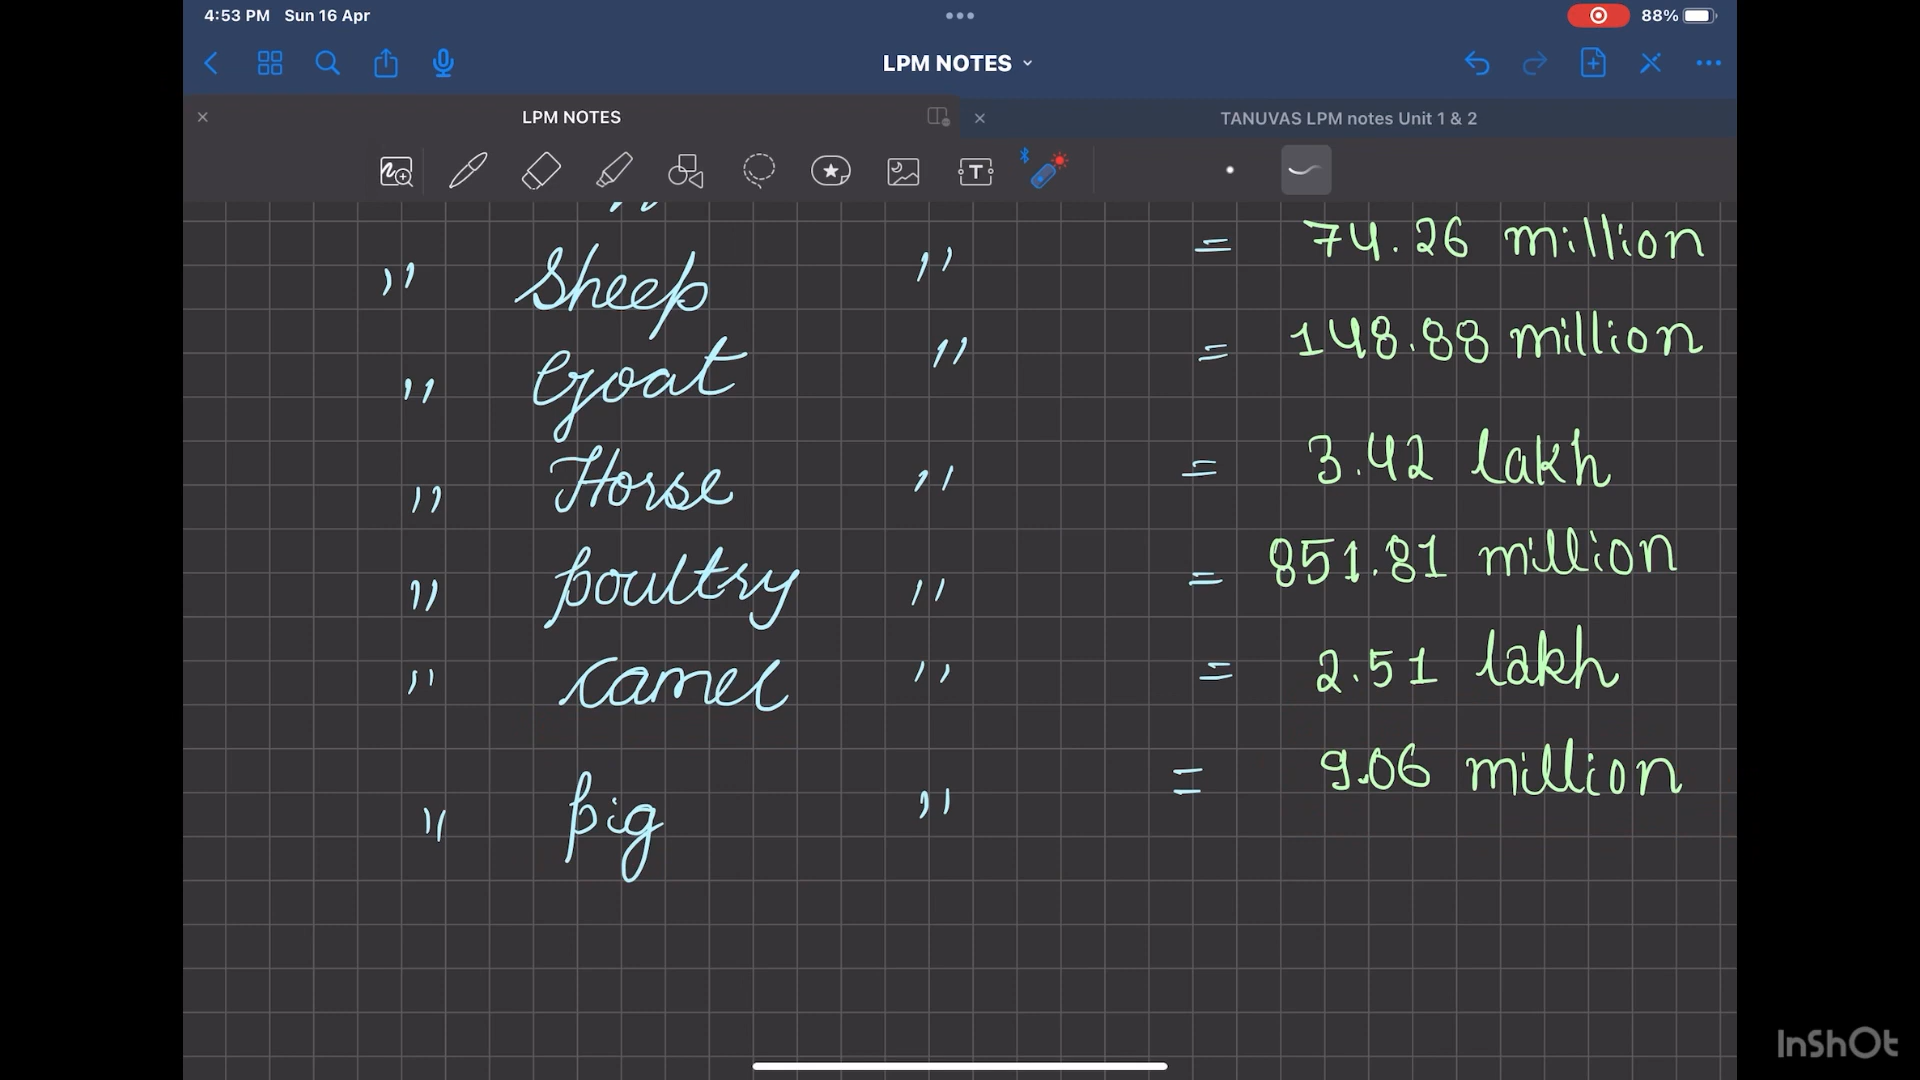 4:53 PM Sun 16 Apr 88%
LPM NOTES
LPM NOTES TANUVAS LPM notes Unit 1 & 2
T
" Sheep " = 74.26 million
" Goat " = 148.88 million
" Horse " = 3.42 lakh
" poultry " = 851.81 million
" camel " = 2.51 lakh
" pig " = 9.06 million
InShOt